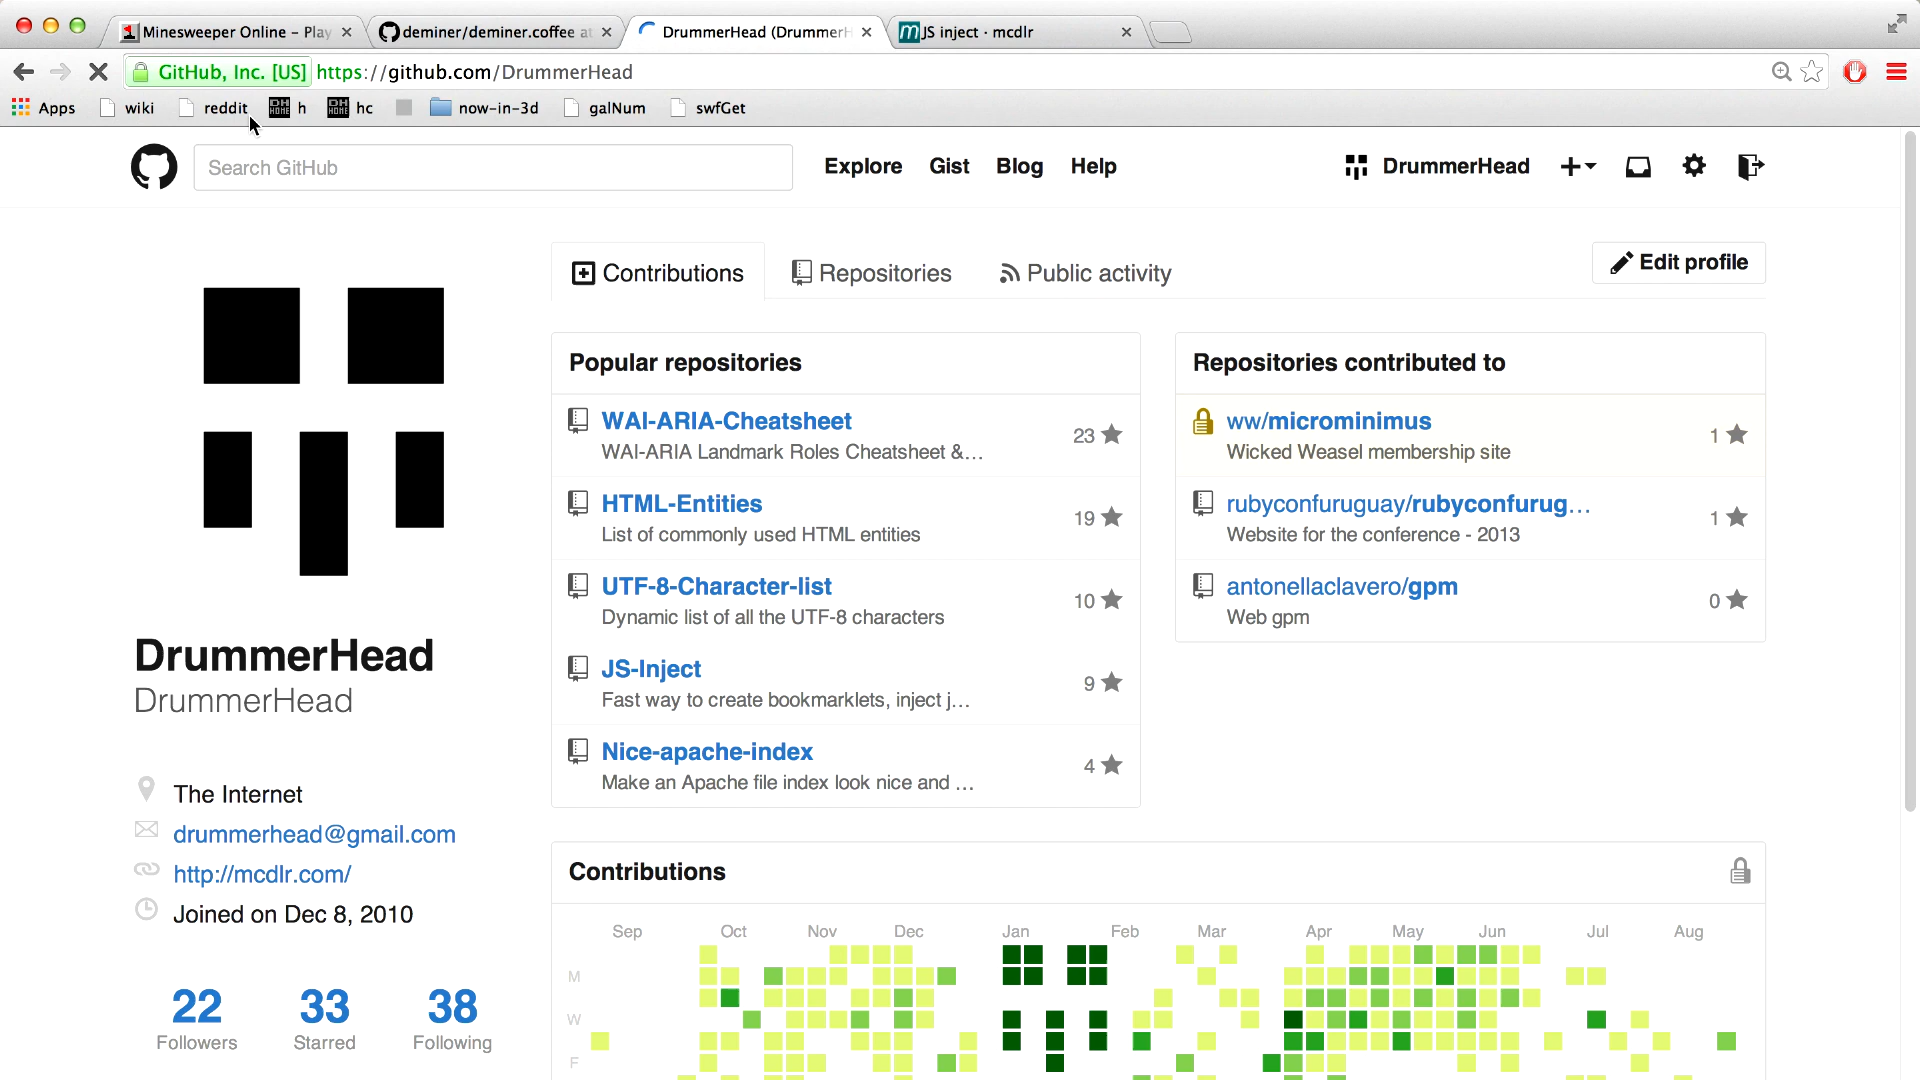 Minesweeper Online – Play
deminer/deminer.coffee at
DrummerHead (DrummerH
JS inject · mcdlr
GitHub, Inc. [US] https://github.com/DrummerHead
Apps
wiki
reddit
DH HOME h
DH HOME hc
now-in-3d
galNum
swfGet
Search GitHub
Explore
Gist
Blog
Help
DrummerHead
Contributions
Repositories
Public activity
Edit profile
DrummerHead
DrummerHead
The Internet
drummerhead@gmail.com
http://mcdlr.com/
Joined on Dec 8, 2010
22
Followers
33
Starred
38
Following
Popular repositories
WAI-ARIA-Cheatsheet
WAI-ARIA Landmark Roles Cheatsheet &…
23
HTML-Entities
List of commonly used HTML entities
19
UTF-8-Character-list
Dynamic list of all the UTF-8 characters
10
JS-Inject
Fast way to create bookmarklets, inject j…
9
Nice-apache-index
Make an Apache file index look nice and …
4
Repositories contributed to
ww/microminimus
Wicked Weasel membership site
1
rubyconfuruguay/rubyconfurug…
Website for the conference - 2013
1
antonellaclavero/gpm
Web gpm
0
Contributions
Sep Oct Nov Dec Jan Feb Mar Apr May Jun Jul Aug
M
W
F